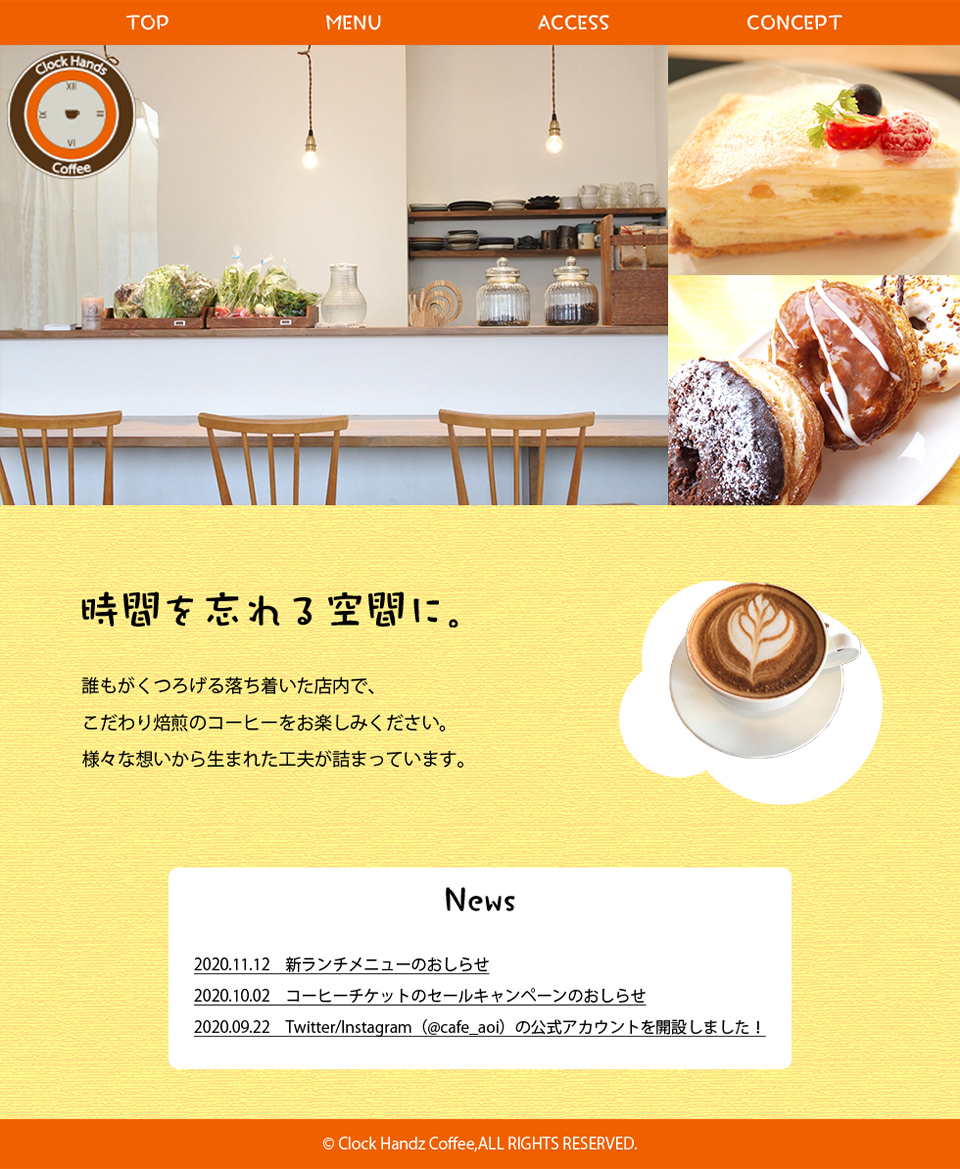 TOP MENU ACCESS CONCEPT
Clock Hands
XII
III
VI
IX
Coffee
時間を忘れる空間に。
誰もがくつろげる落ち着いた店内で、
こだわり焙煎のコーヒーをお楽しみください。
様々な想いから生まれた工夫が詰まっています。
News
2020.11.12　新ランチメニューのおしらせ
2020.10.02　コーヒーチケットのセールキャンペーンのおしらせ
2020.09.22　Twitter/Instagram（@cafe_aoi）の公式アカウントを開設しました！
© Clock Handz Coffee,ALL RIGHTS RESERVED.